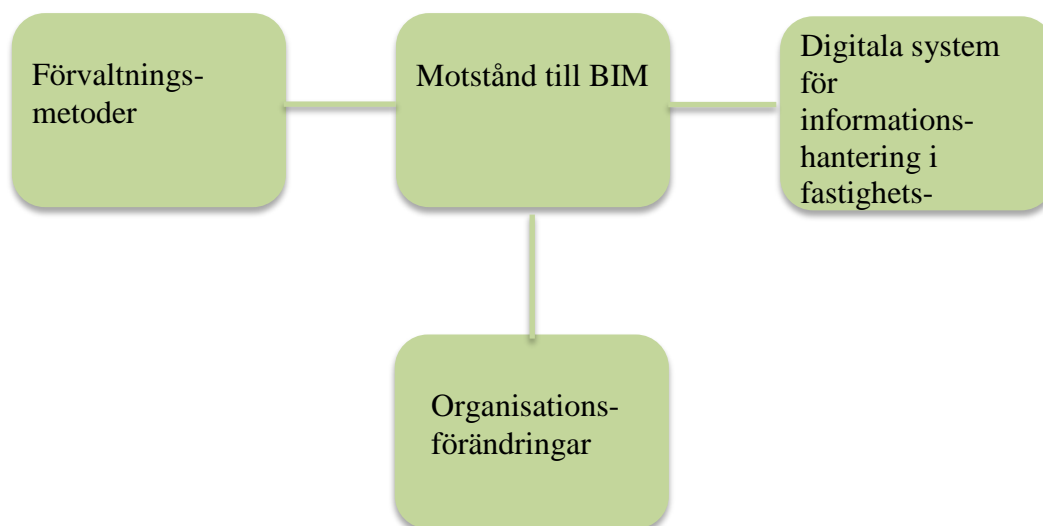 Förvaltnings-
metoder
Motstånd till BIM
Digitala system
för
informations-
hantering i
fastighets-
Organisations-
förändringar